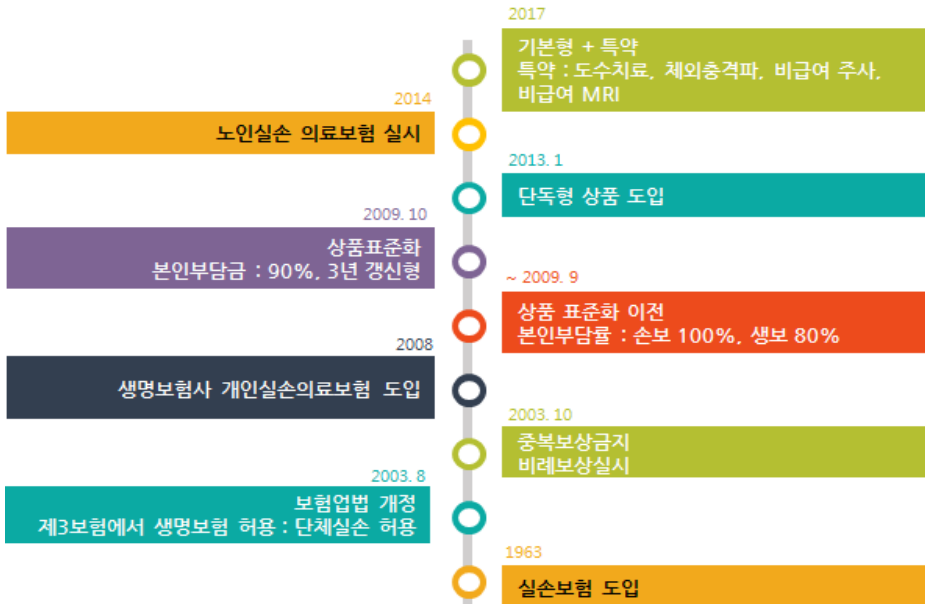 2017
기본형 + 특약
특약 : 도수치료, 체외충격파, 비급여 주사,
비급여 MRI
2014
노인실손 의료보험 실시
2013. 1
단독형 상품 도입
2009. 10
상품표준화
본인부담금 : 90%, 3년 갱신형
~ 2009. 9
상품 표준화 이전
본인부담률 : 손보 100%, 생보 80%
2008
생명보험사 개인실손의료보험 도입
2003. 10
중복보상금지
비례보상실시
2003. 8
보험업법 개정
제3보험에서 생명보험 허용 : 단체실손 허용
1963
실손보험 도입